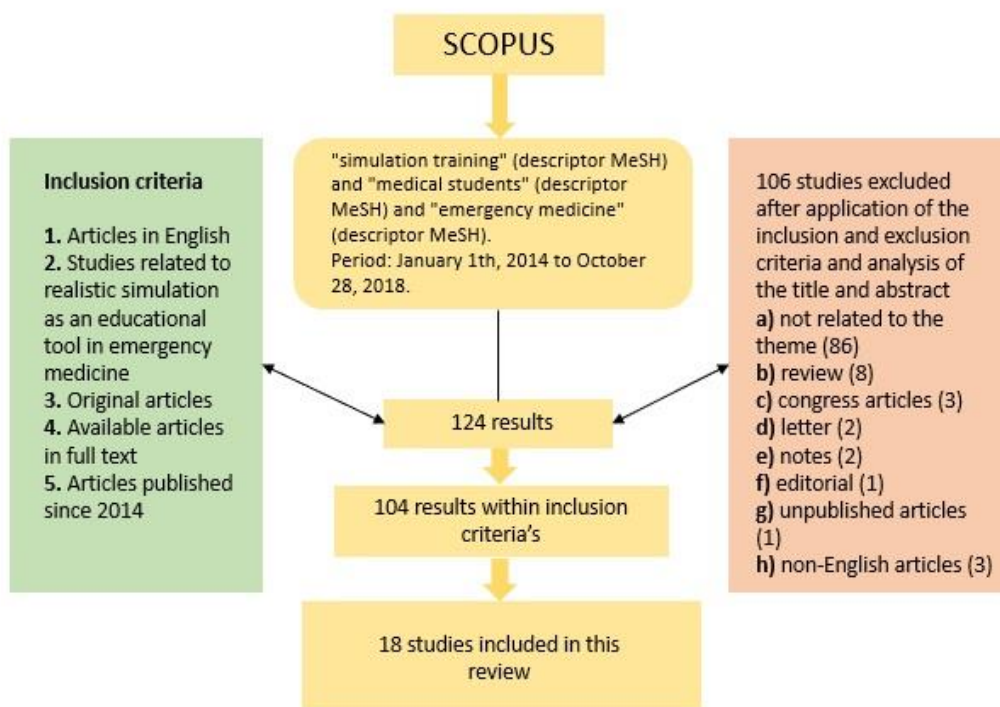 SCOPUS
"simulation training" (descriptor MeSH)
and "medical students" (descriptor
MeSH) and "emergency medicine"
(descriptor MeSH).
Period: January 1th, 2014 to October
28, 2018.
Inclusion criteria
1. Articles in English
2. Studies related to
realistic simulation
as an educational
tool in emergency
medicine
3. Original articles
4. Available articles
in full text
5. Articles published
since 2014
106 studies excluded
after application of the
inclusion and exclusion
criteria and analysis of
the title and abstract
a) not related to the
theme (86)
b) review (8)
c) congress articles (3)
d) letter (2)
e) notes (2)
f) editorial (1)
g) unpublished articles
(1)
h) non-English articles (3)
124 results
104 results within inclusion
criteria’s
18 studies included in this
review